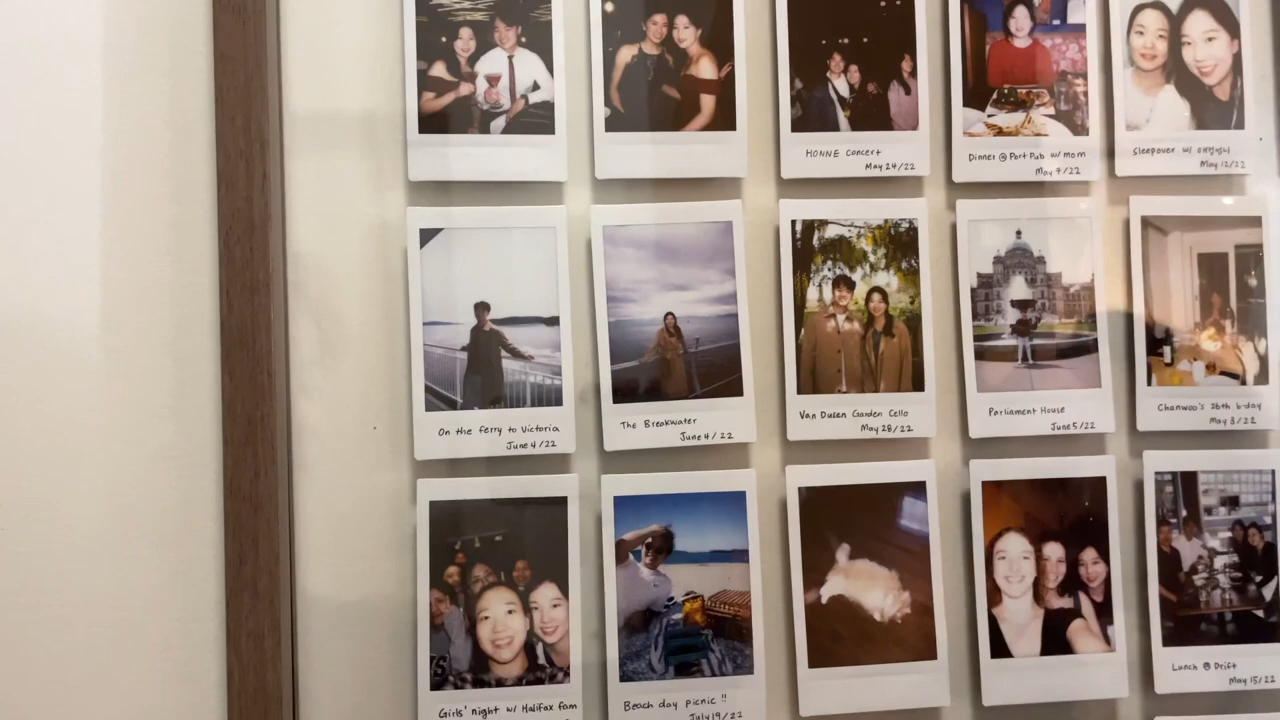 HONNE Concert
May 24/22
Dinner @ Port Pub w/ mom
May 7/22
Sleepover w/
May 12/22
On the ferry to Victoria
June 4/22
The Breakwater
June 4/22
Van Dusen Garden Cello
May 28/22
Parliament House
June 5/22
Chanwoo's 26th b-day
May 3/22
Girls' night w/ Halifax fam
Beach day picnic !!
July 19/22
Lunch @ Drift
May 15/22